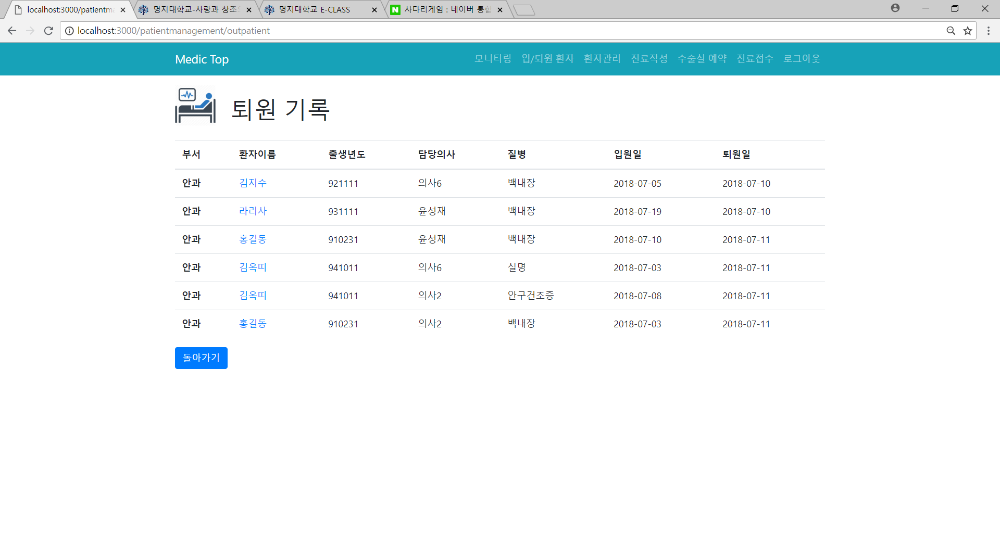 localhost:3000/patientm
명지대학교-사랑과 창조
명지대학교 E-CLASS
사다리게임 : 네이버 통합
localhost:3000/patientmanagement/outpatient
Medic Top 모니터링 입/퇴원 환자 환자관리 진료작성 수술실 예약 진료접수 로그아웃
퇴원 기록
부서 환자이름 출생년도 담당의사 질병 입원일 퇴원일
안과 김지수 921111 의사6 백내장 2018-07-05 2018-07-10
안과 라리사 931111 윤성재 백내장 2018-07-19 2018-07-10
안과 홍길동 910231 윤성재 백내장 2018-07-10 2018-07-11
안과 김옥띠 941011 의사6 실명 2018-07-03 2018-07-11
안과 김옥띠 941011 의사2 안구건조증 2018-07-08 2018-07-11
안과 홍길동 910231 의사2 백내장 2018-07-03 2018-07-11
돌아가기